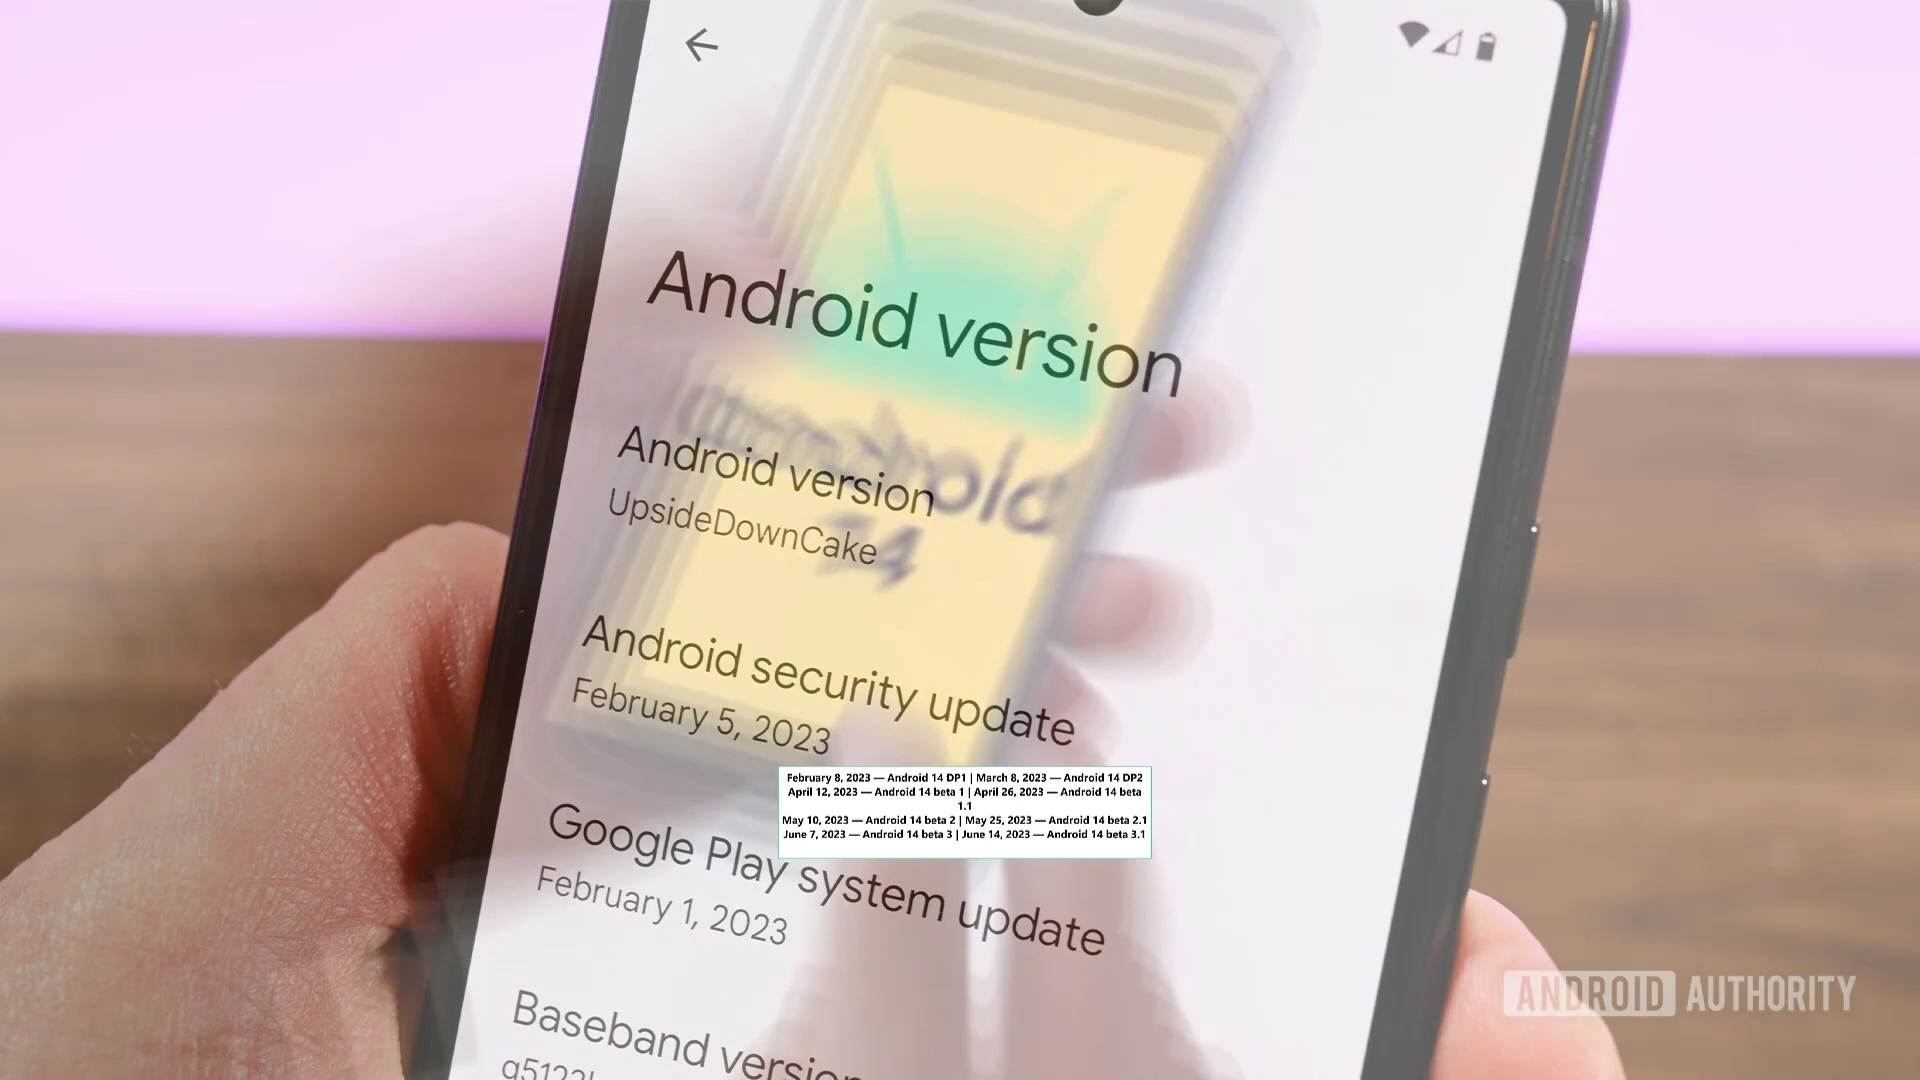 Android version
Android version
UpsideDownCake
14
Android security update
February 5, 2023
February 8, 2023 — Android 14 DP1 | March 8, 2023 — Android 14 DP2
April 12, 2023 — Android 14 beta 1 | April 26, 2023 — Android 14 beta
1.1
May 10, 2023 — Android 14 beta 2 | May 25, 2023 — Android 14 beta 2.1
June 7, 2023 — Android 14 beta 3 | June 14, 2023 — Android 14 beta 3.1
Google Play system update
February 1, 2023
Baseband version
ANDROID AUTHORITY